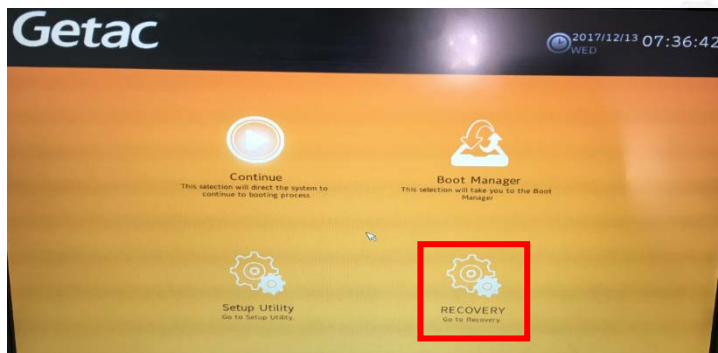 Getac
2017/12/13 07:36:42
WED
Continue
This selection will direct the system to
continue to booting process
Boot Manager
This selection will take you to the Boot
Manager
Setup Utility
Go to Setup Utility.
RECOVERY
Go to Recovery.